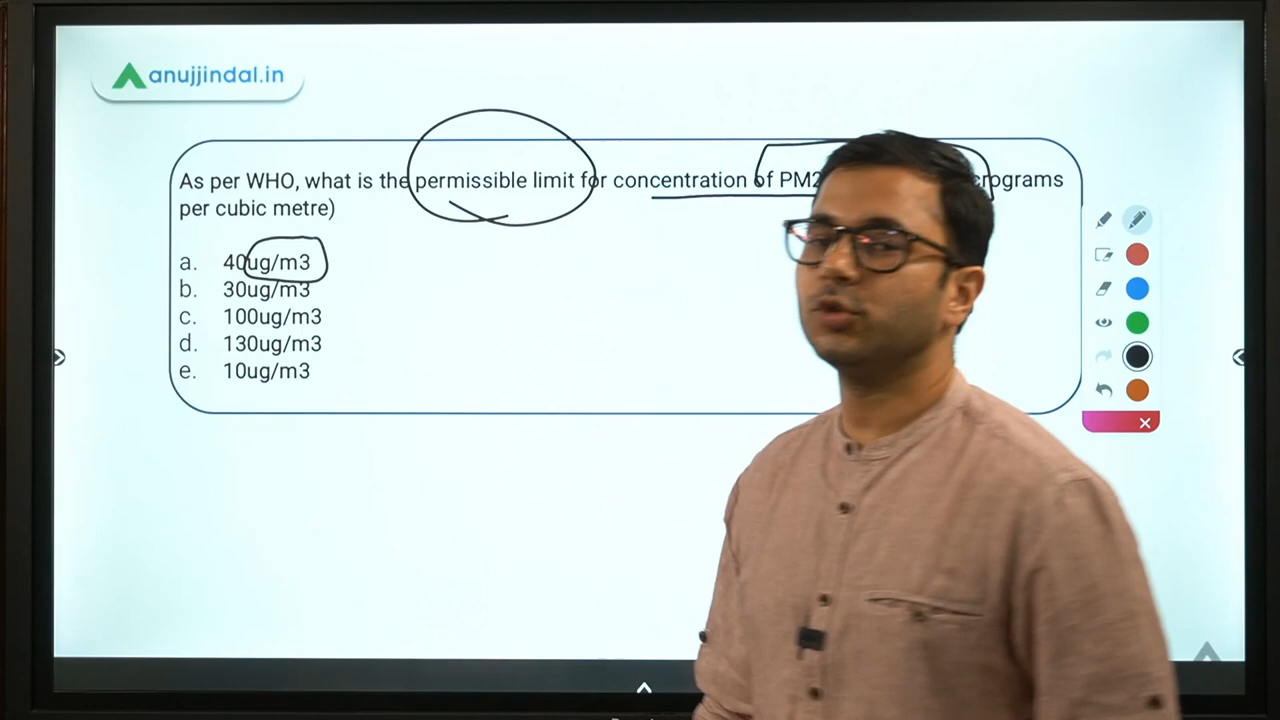 anujjindal.in
As per WHO, what is the permissible limit for concentration of PM2 crograms
per cubic metre)
a. 40ug/m3
b. 30ug/m3
c. 100ug/m3
d. 130ug/m3
e. 10ug/m3